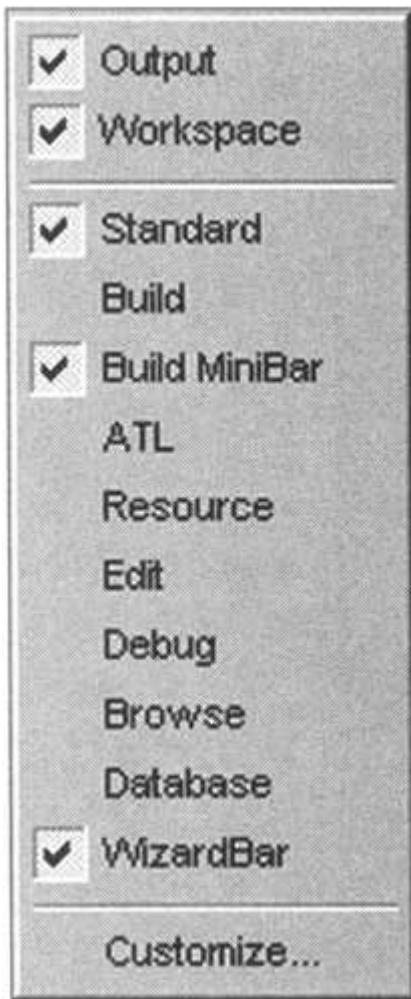 Output
Workspace
Standard
Build
Build MiniBar
ATL
Resource
Edit
Debug
Browse
Database
WizardBar
Customize...